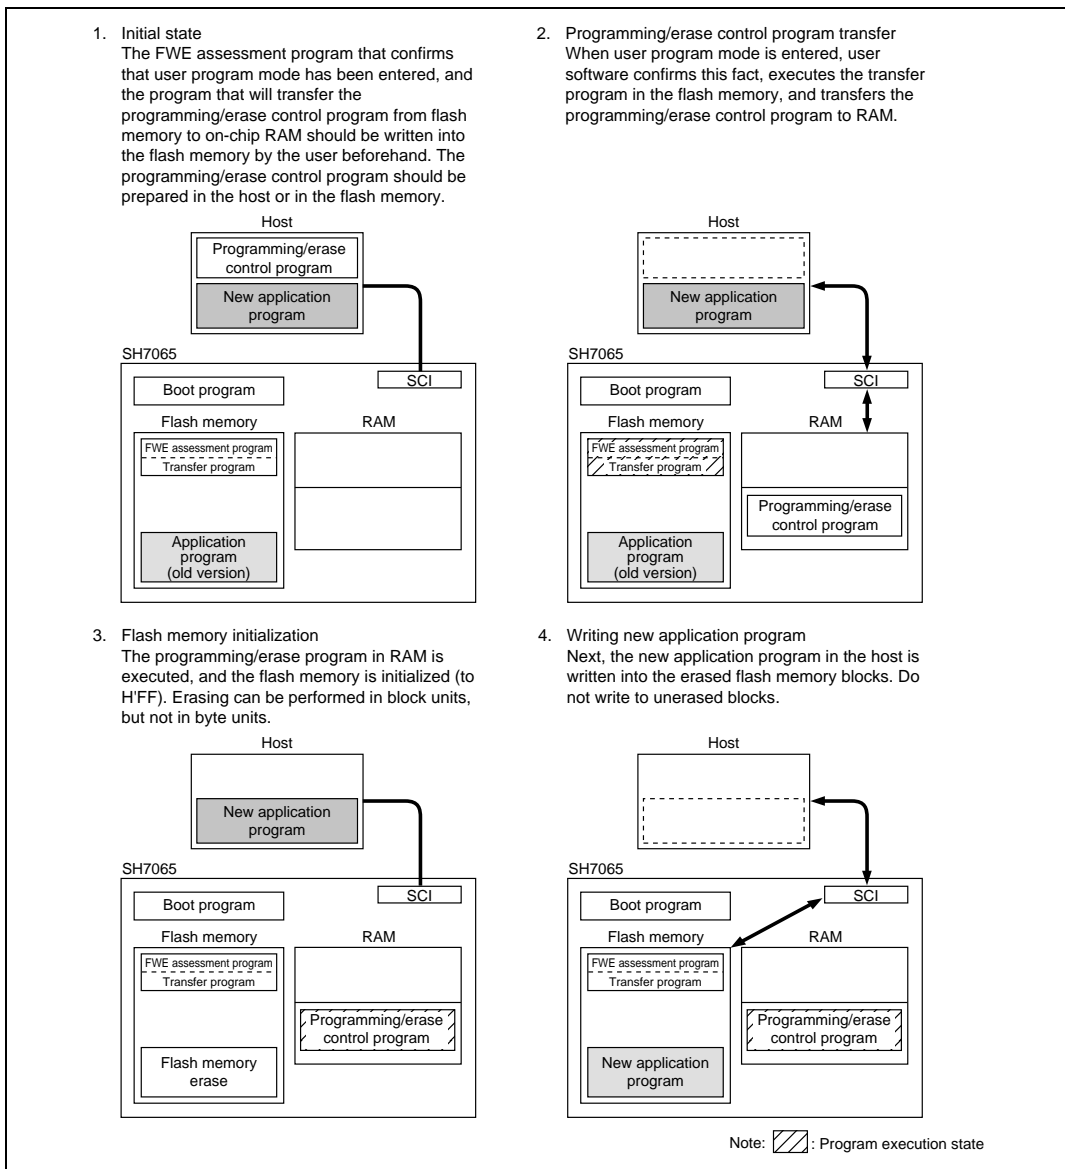 1. Initial state
The FWE assessment program that confirms
that user program mode has been entered, and
the program that will transfer the
programming/erase control program from flash
memory to on-chip RAM should be written into
the flash memory by the user beforehand. The
programming/erase control program should be
prepared in the host or in the flash memory.
Host
Programming/erase
control program
New application
program
SH7065
SCI
Boot program
Flash memory
RAM
FWE assessment program
Transfer program
Application
program
(old version)
2. Programming/erase control program transfer
When user program mode is entered, user
software confirms this fact, executes the transfer
program in the flash memory, and transfers the
programming/erase control program to RAM.
Host
New application
program
SH7065
SCI
Boot program
Flash memory
RAM
FWE assessment program
Transfer program
Programming/erase
control program
Application
program
(old version)
3. Flash memory initialization
The programming/erase program in RAM is
executed, and the flash memory is initialized (to
H'FF). Erasing can be performed in block units,
but not in byte units.
Host
New application
program
SH7065
SCI
Boot program
Flash memory
RAM
FWE assessment program
Transfer program
Programming/erase
control program
Flash memory
erase
4. Writing new application program
Next, the new application program in the host is
written into the erased flash memory blocks. Do
not write to unerased blocks.
Host
SH7065
SCI
Boot program
Flash memory
RAM
FWE assessment program
Transfer program
Programming/erase
control program
New application
program
Note: : Program execution state